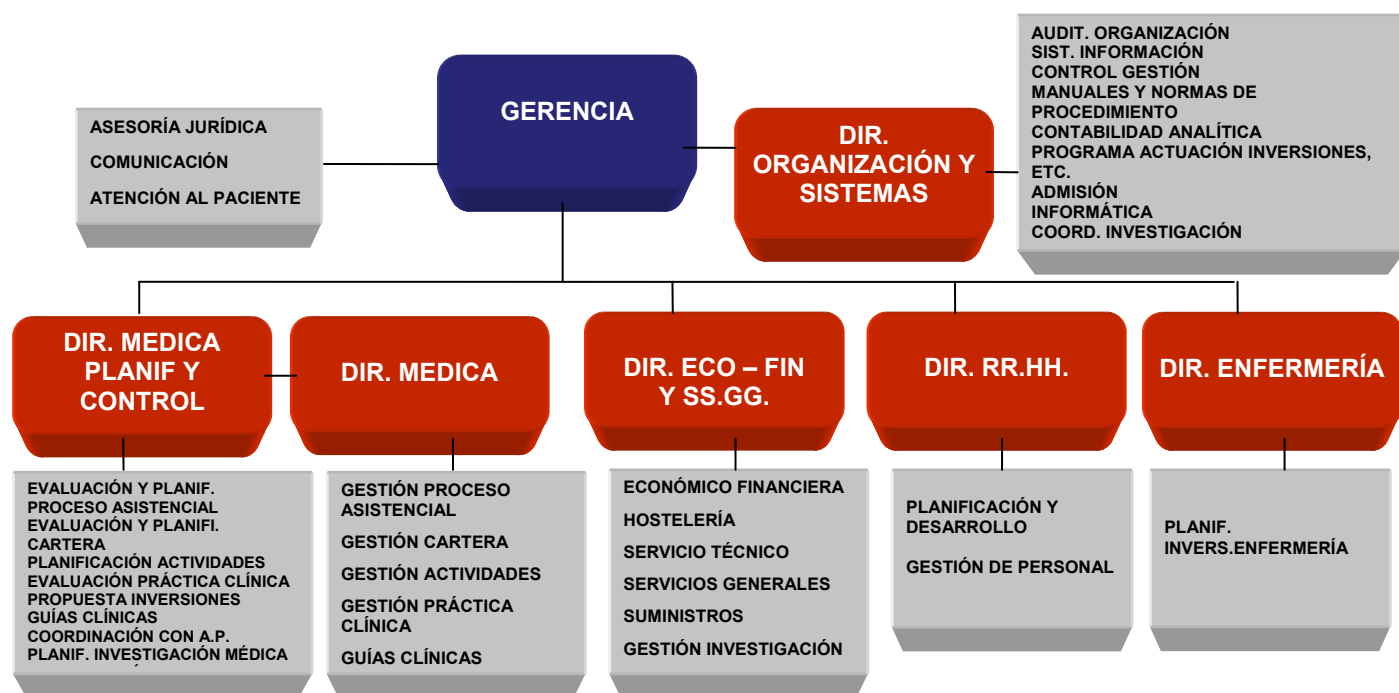 GERENCIA
ASESORÍA JURÍDICA
COMUNICACIÓN
ATENCIÓN AL PACIENTE
DIR.
ORGANIZACIÓN Y
SISTEMAS
AUDIT. ORGANIZACIÓN
SIST. INFORMACIÓN
CONTROL GESTIÓN
MANUALES Y NORMAS DE
PROCEDIMIENTO
CONTABILIDAD ANALÍTICA
PROGRAMA ACTUACIÓN INVERSIONES,
ETC.
ADMISIÓN
INFORMÁTICA
COORD. INVESTIGACIÓN
DIR. MEDICA
PLANIF Y
CONTROL
DIR. MEDICA
DIR. ECO – FIN
Y SS.GG.
DIR. RR.HH.
DIR. ENFERMERÍA
EVALUACIÓN Y PLANIF.
PROCESO ASISTENCIAL
EVALUACIÓN Y PLANIFI.
CARTERA
PLANIFICACIÓN ACTIVIDADES
EVALUACIÓN PRÁCTICA CLÍNICA
PROPUESTA INVERSIONES
GUÍAS CLÍNICAS
COORDINACIÓN CON A.P.
PLANIF. INVESTIGACIÓN MÉDICA
GESTIÓN PROCESO
ASISTENCIAL
GESTIÓN CARTERA
GESTIÓN ACTIVIDADES
GESTIÓN PRÁCTICA
CLÍNICA
GUÍAS CLÍNICAS
ECONÓMICO FINANCIERA
HOSTELERÍA
SERVICIO TÉCNICO
SERVICIOS GENERALES
SUMINISTROS
GESTIÓN INVESTIGACIÓN
PLANIFICACIÓN Y
DESARROLLO
GESTIÓN DE PERSONAL
PLANIF.
INVERS.ENFERMERÍA